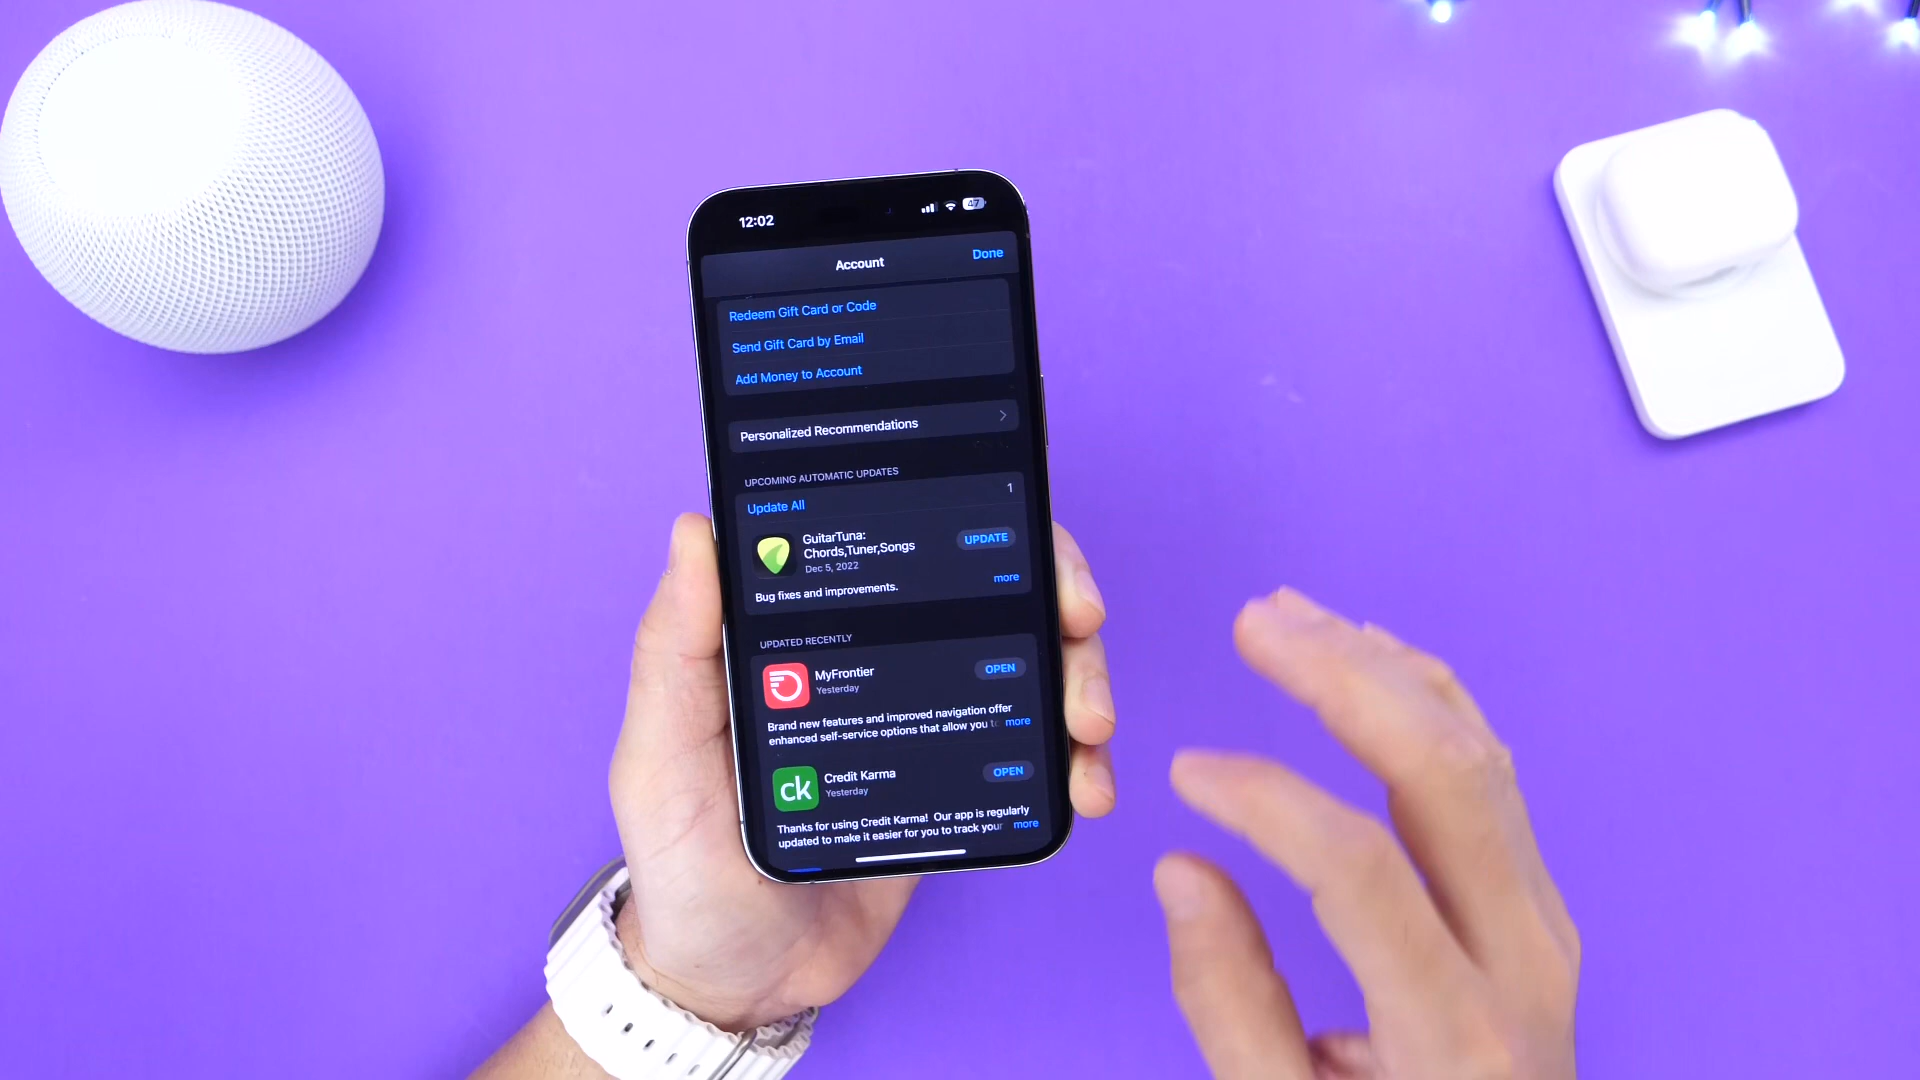 12:02
47
Account
Done
Redeem Gift Card or Code
Send Gift Card by Email
Add Money to Account
Personalized Recommendations
UPCOMING AUTOMATIC UPDATES
Update All
1
GuitarTuna:
Chords,Tuner,Songs
Dec 5, 2022
UPDATE
Bug fixes and improvements.
more
UPDATED RECENTLY
MyFrontier
Yesterday
OPEN
Brand new features and improved navigation offer
enhanced self-service options that allow you
more
ck
Credit Karma
Yesterday
OPEN
Thanks for using Credit Karma! Our app is regularly
updated to make it easier for you to track your
more